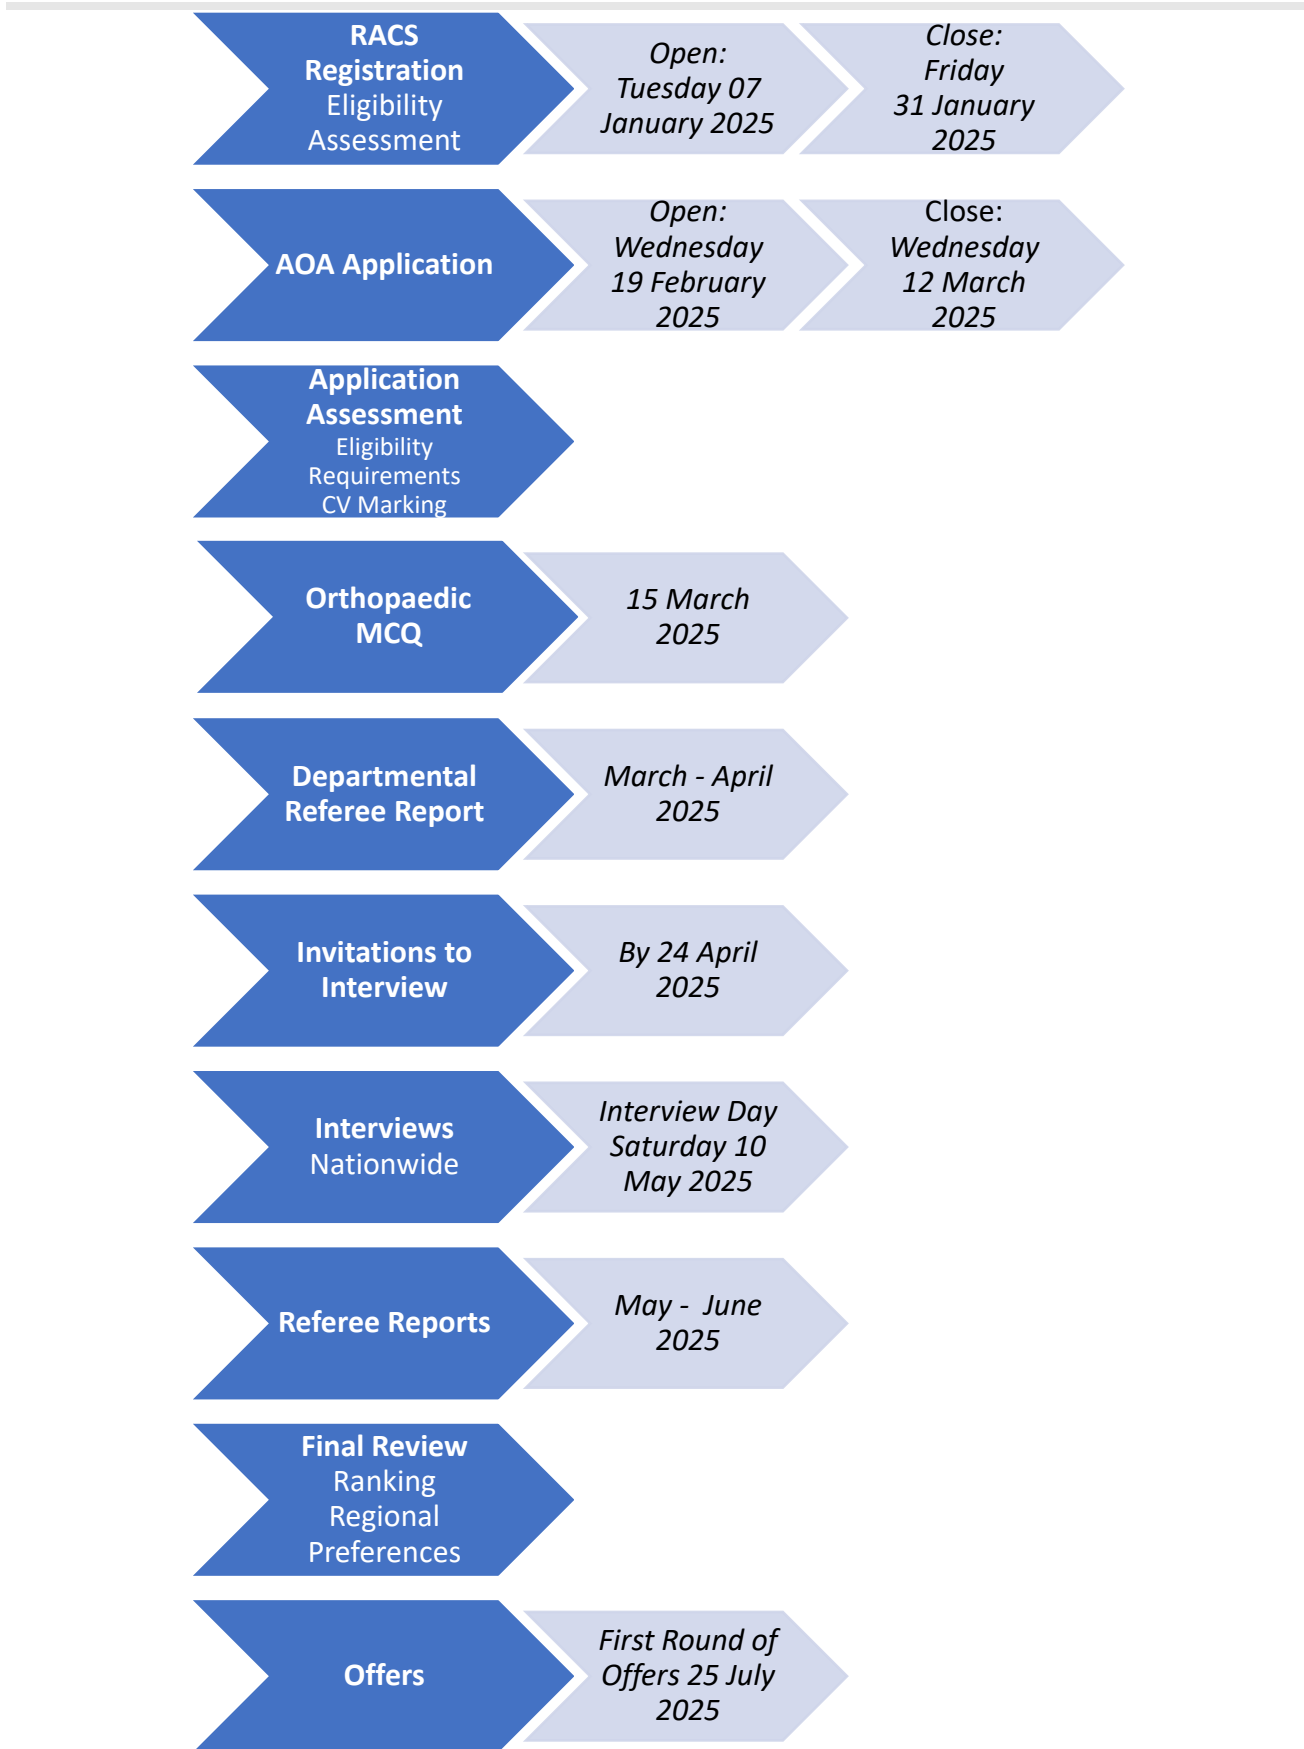 RACS
Registration
Eligibility
Assessment
Open:
Tuesday 07
January 2025
Close:
Friday
31 January
2025
AOA Application
Open:
Wednesday
19 February
2025
Close:
Wednesday
12 March
2025
Application
Assessment
Eligibility
Requirements
CV Marking
Orthopaedic
MCQ
15 March
2025
Departmental
Referee Report
March - April
2025
Invitations to
Interview
By 24 April
2025
Interviews
Nationwide
Interview Day
Saturday 10
May 2025
Referee Reports
May -  June
2025
Final Review
Ranking
Regional
Preferences
Offers
First Round of
Offers 25 July
2025